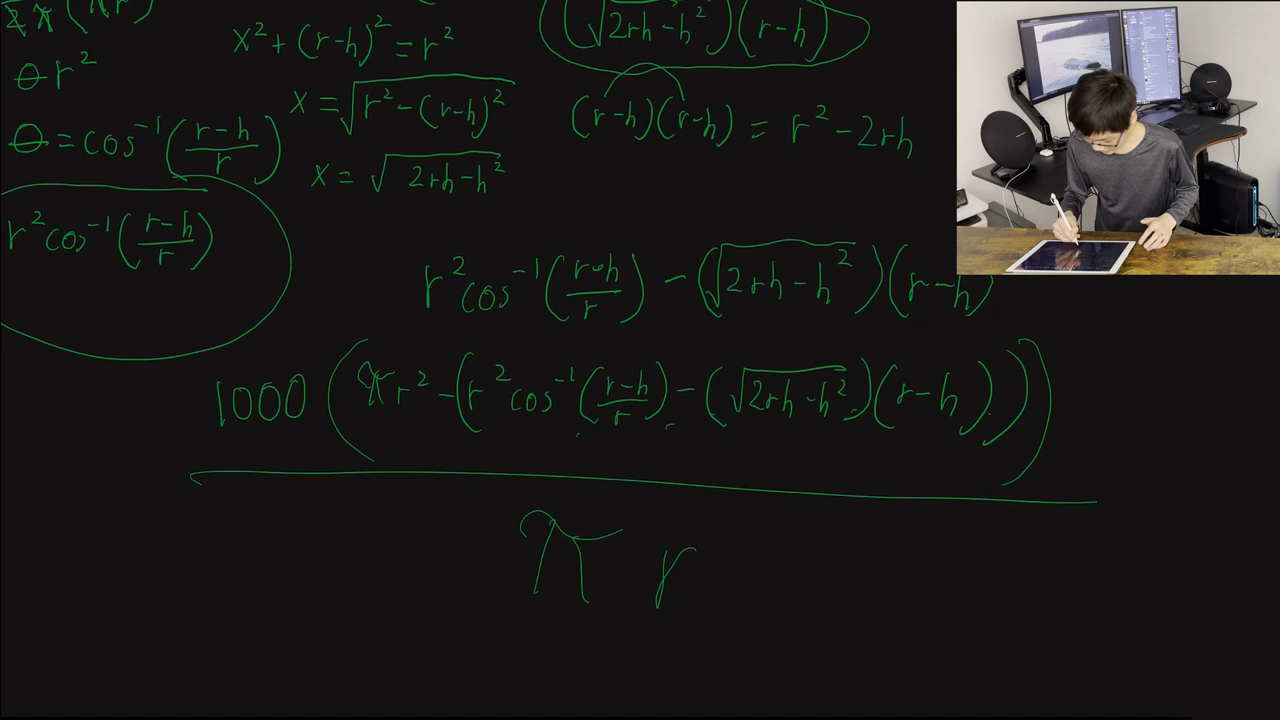 θr²
θ = cos⁻¹((r-h)/r)
r²cos⁻¹((r-h)/r)
x² + (r-h)² = r²
x = √(r² - (r-h)²)
x = √(2rh-h²)
(√(2rh-h²))(r-h)
(r-h)(r-h) = r² - 2rh
r²cos⁻¹((r-h)/r) - (√(2rh-h²))(r-h)
1000(πr² - (r²cos⁻¹((r-h)/r) - (√(2rh-h²))(r-h)))
π r